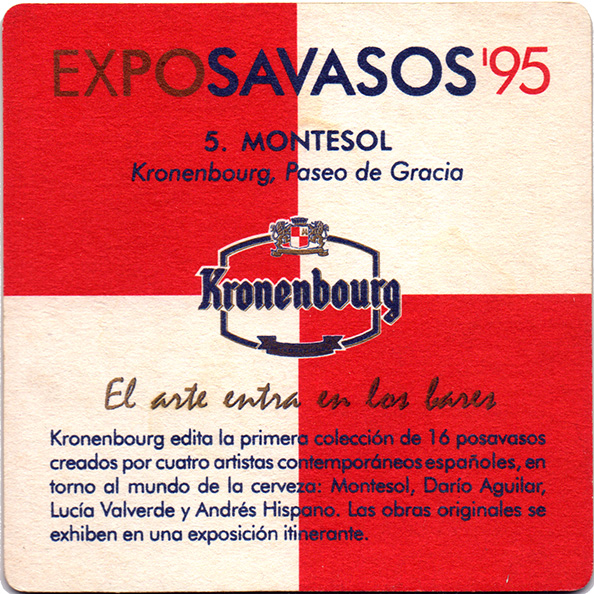 EXPOSAVASOS '95
5. MONTESOL
Kronenbourg, Paseo de Gracia
Kronenbourg
El arte entra en los bares
Kronenbourg edita la primera colección de 16 posavasos
creados por cuatro artistas contemporáneos españoles, en
torno al mundo de la cerveza: Montesol, Darío Aguilar,
Lucía Valverde y Andrés Hispano. Las obras originales se
exhiben en una exposición itinerante.